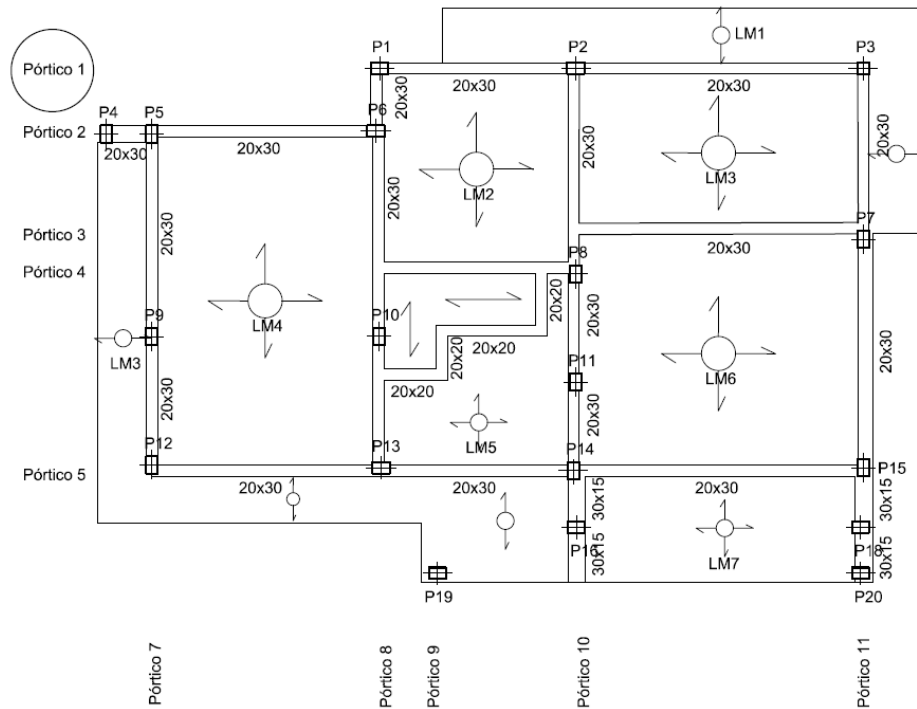 LM1
P1
P2
P3
Pórtico 1
20x30
20x30
20x30
P4
P5
P6
Pórtico 2
20x30
20x30
20x30
20x30
20x30
LM2
LM3
20x30
P7
Pórtico 3
20x30
Pórtico 4
P8
LM4
20x30
20x20
20x30
P9
P10
LM3
20x20
20x20
20x30
P11
LM6
20x20
20x30
20x30
LM5
P12
P13
P14
P15
Pórtico 5
20x30
20x30
20x30
30x15
30x15
P16
LM7
P18
30x15
30x15
P19
P20
Pórtico 7
Pórtico 8
Pórtico 9
Pórtico 10
Pórtico 11